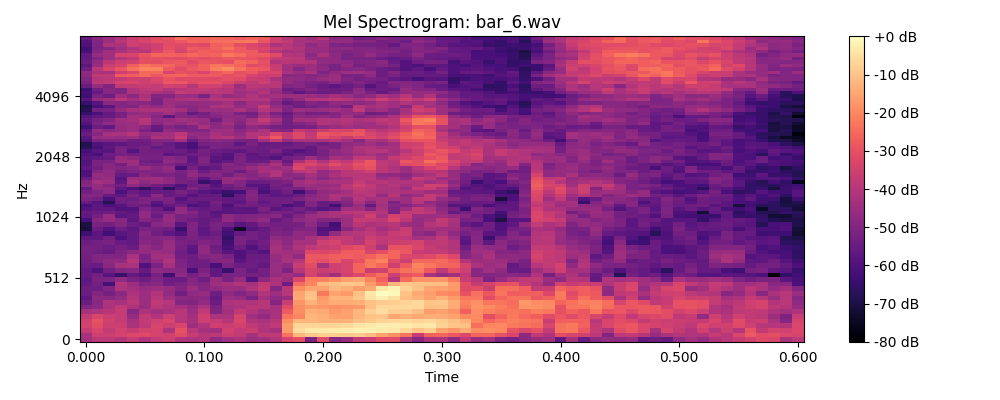 Mel Spectrogram: bar_6.wav
Hz
4096
2048
1024
512
0
0.000 0.100 0.200 0.300 0.400 0.500 0.600
Time
+0 dB
-10 dB
-20 dB
-30 dB
-40 dB
-50 dB
-60 dB
-70 dB
-80 dB